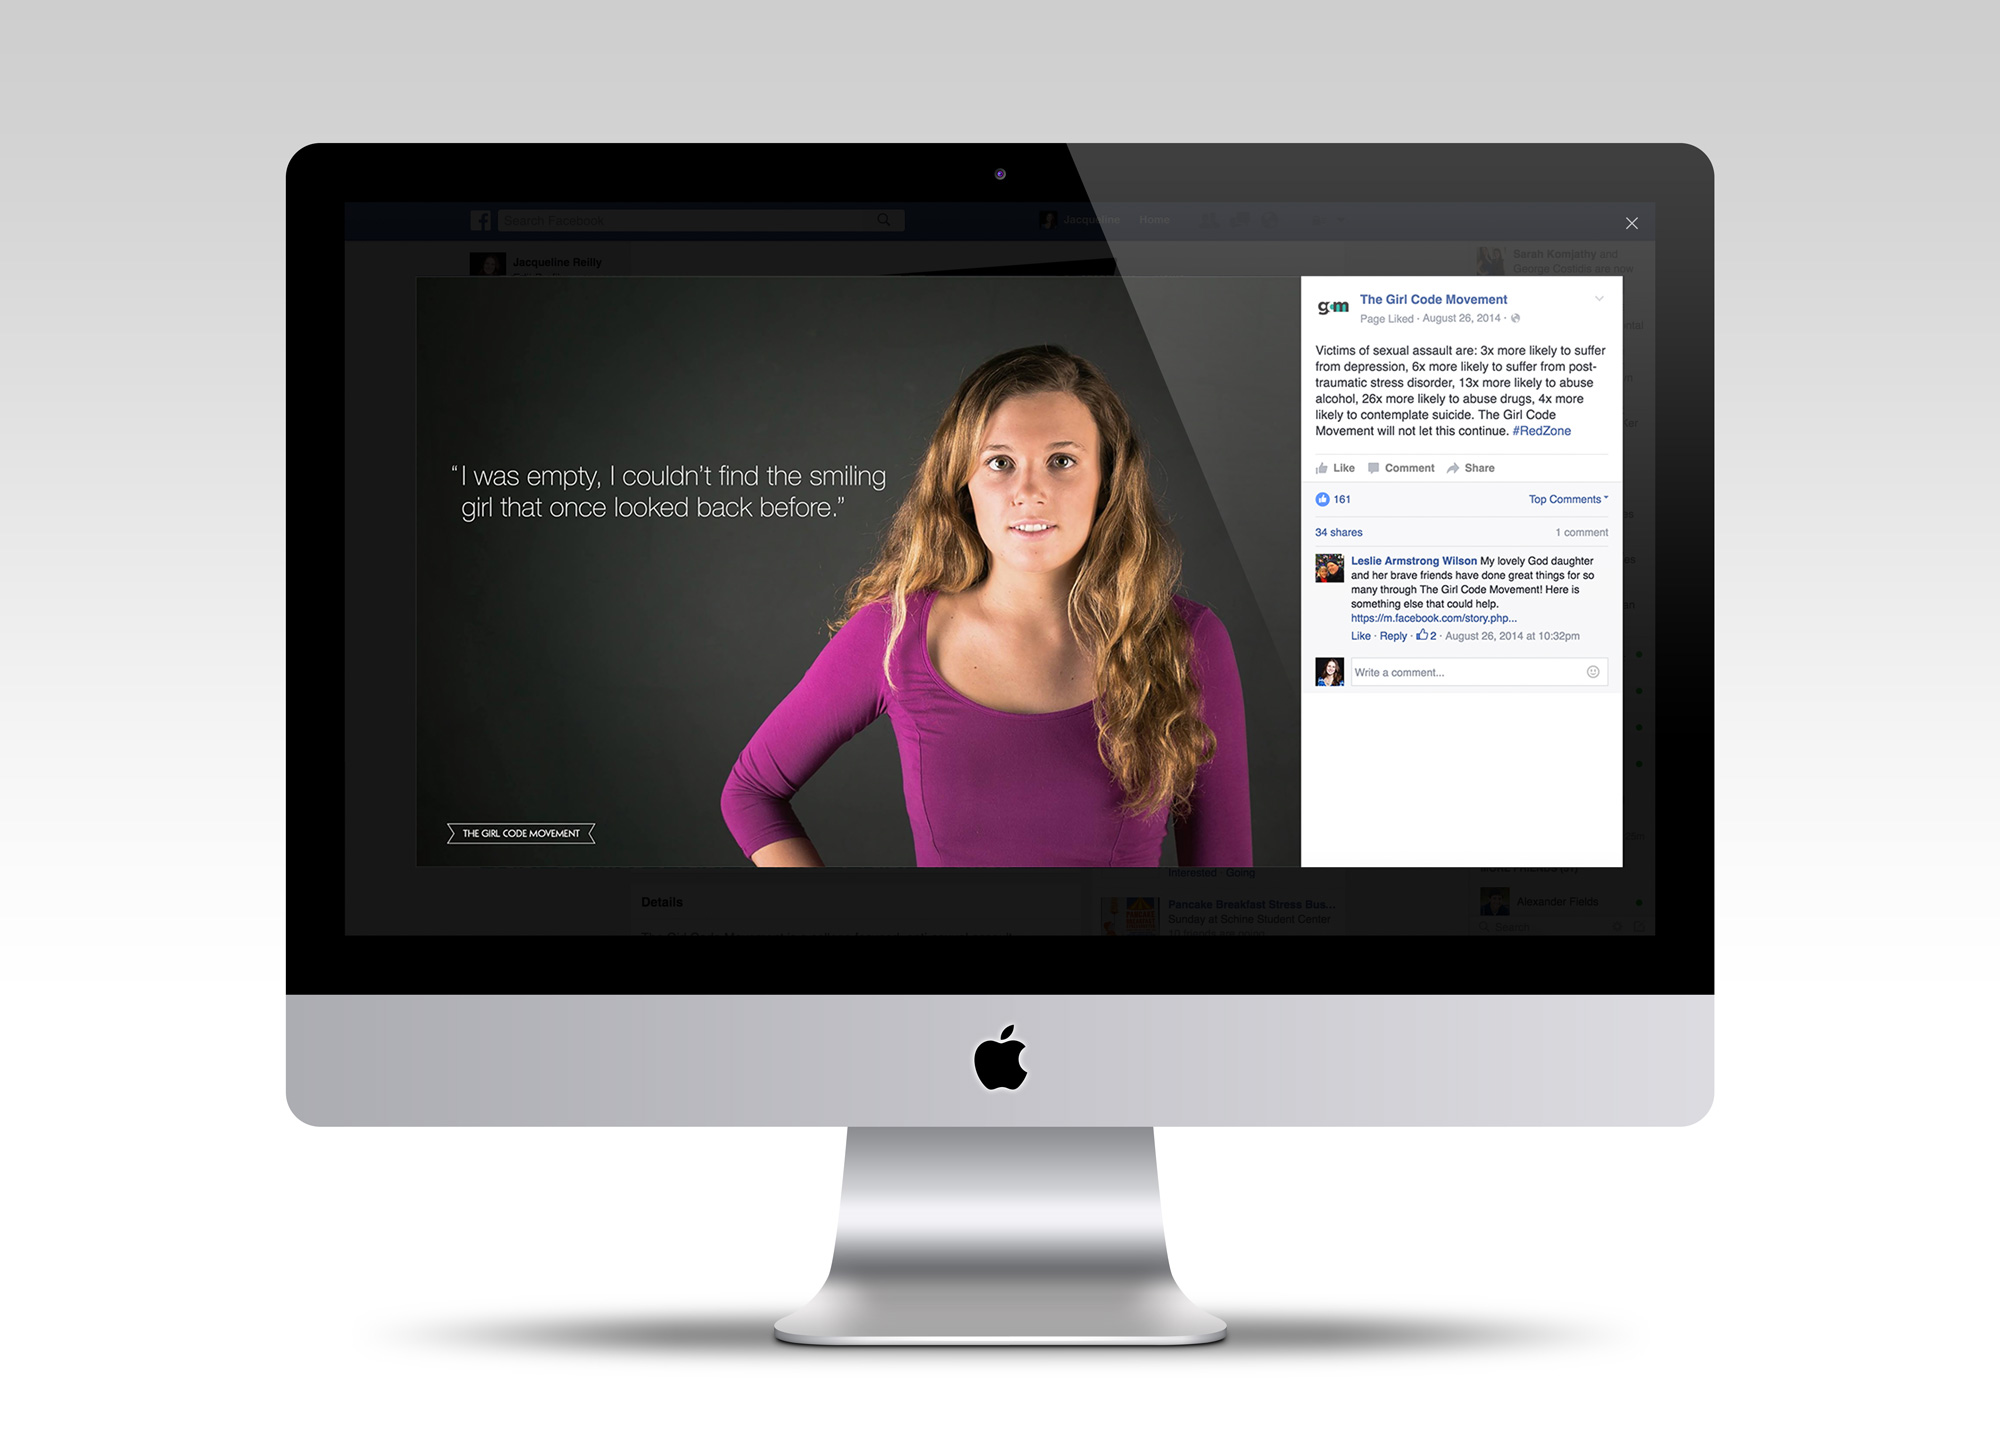 Search Facebook
Jacqueline
Home
Jacqueline Reilly
Sarah Komjathy and
George Costidis are now
“I was empty, I couldn’t find the smiling
girl that once looked back before.”
THE GIRL CODE MOVEMENT
gcm
The Girl Code Movement
Page Liked · August 26, 2014 ·
Victims of sexual assault are: 3x more likely to suffer
from depression, 6x more likely to suffer from post-
traumatic stress disorder, 13x more likely to abuse
alcohol, 26x more likely to abuse drugs, 4x more
likely to contemplate suicide. The Girl Code
Movement will not let this continue. #RedZone
Like Comment Share
161 Top Comments
34 shares 1 comment
Leslie Armstrong Wilson My lovely God daughter
and her brave friends have done great things for so
many through The Girl Code Movement! Here is
something else that could help.
https://m.facebook.com/story.php...
Like · Reply · 2 · August 26, 2014 at 10:32pm
Write a comment...
Interested · Going
Details
Pancake Breakfast Stress Bus...
Sunday at Schine Student Center
10 friends are going
Alexander Fields
Search